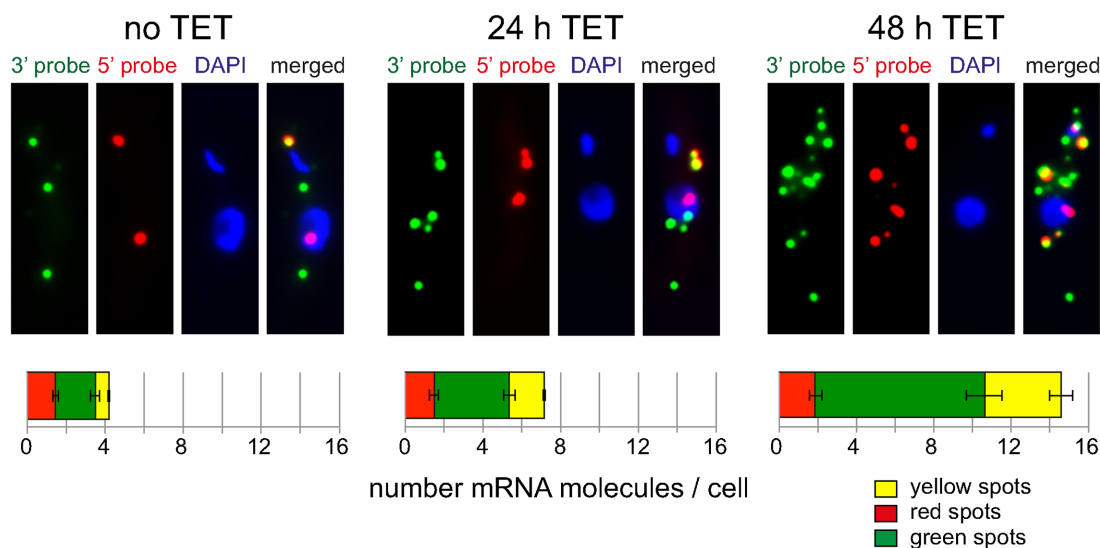 no TET
24 h TET
48 h TET
3’ probe 5’ probe DAPI merged
3’ probe 5’ probe DAPI merged
3’ probe 5’ probe DAPI merged
0 4 8 12 16
0 4 8 12 16
0 4 8 12 16
number mRNA molecules / cell
yellow spots
red spots
green spots